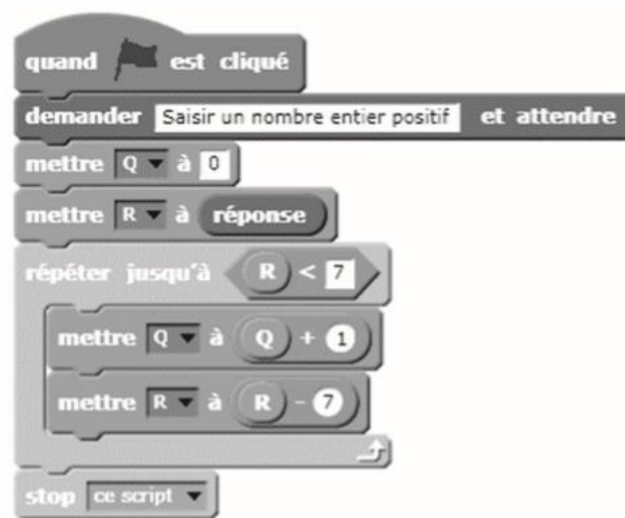 quand est cliqué
demander Saisir un nombre entier positif et attendre
mettre Q à 0
mettre R à réponse
répéter jusqu'à R < 7
mettre Q à Q + 1
mettre R à R - 7
stop ce script